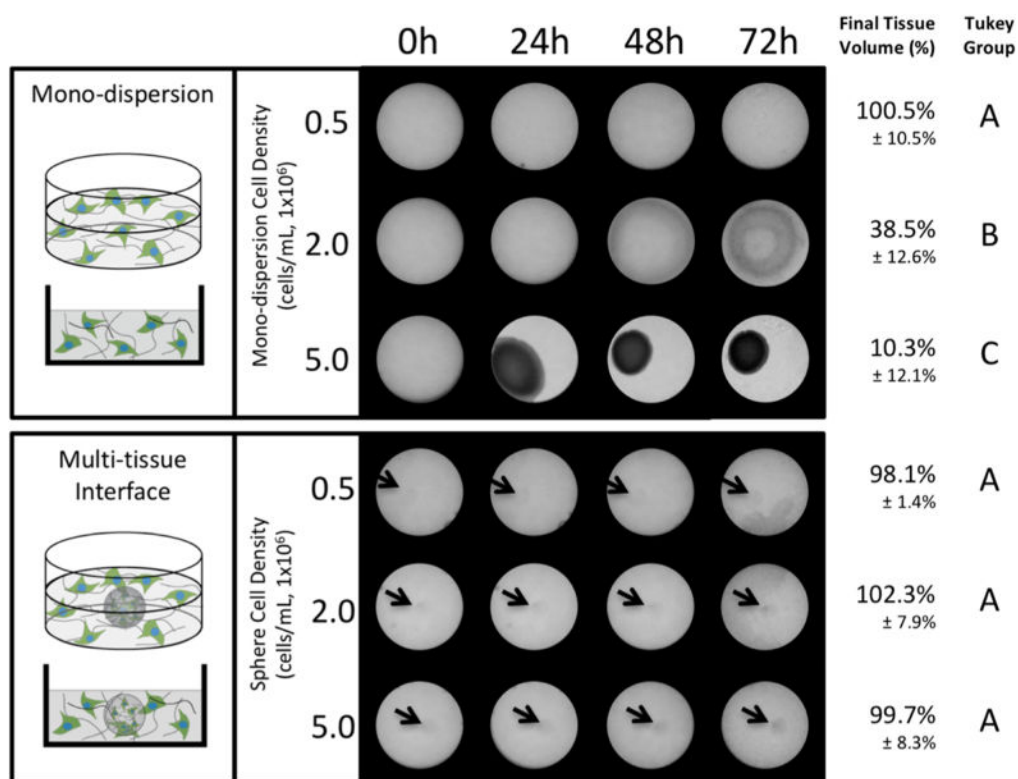 0h 24h 48h 72h Final Tissue Volume (%) Tukey Group
Mono-dispersion
Mono-dispersion Cell Density
(cells/mL, 1x10⁶)
0.5 100.5% A
± 10.5%
2.0 38.5% B
± 12.6%
5.0 10.3% C
± 12.1%
Multi-tissue
Interface
Sphere Cell Density
(cells/mL, 1x10⁶)
0.5 98.1% A
± 1.4%
2.0 102.3% A
± 7.9%
5.0 99.7% A
± 8.3%